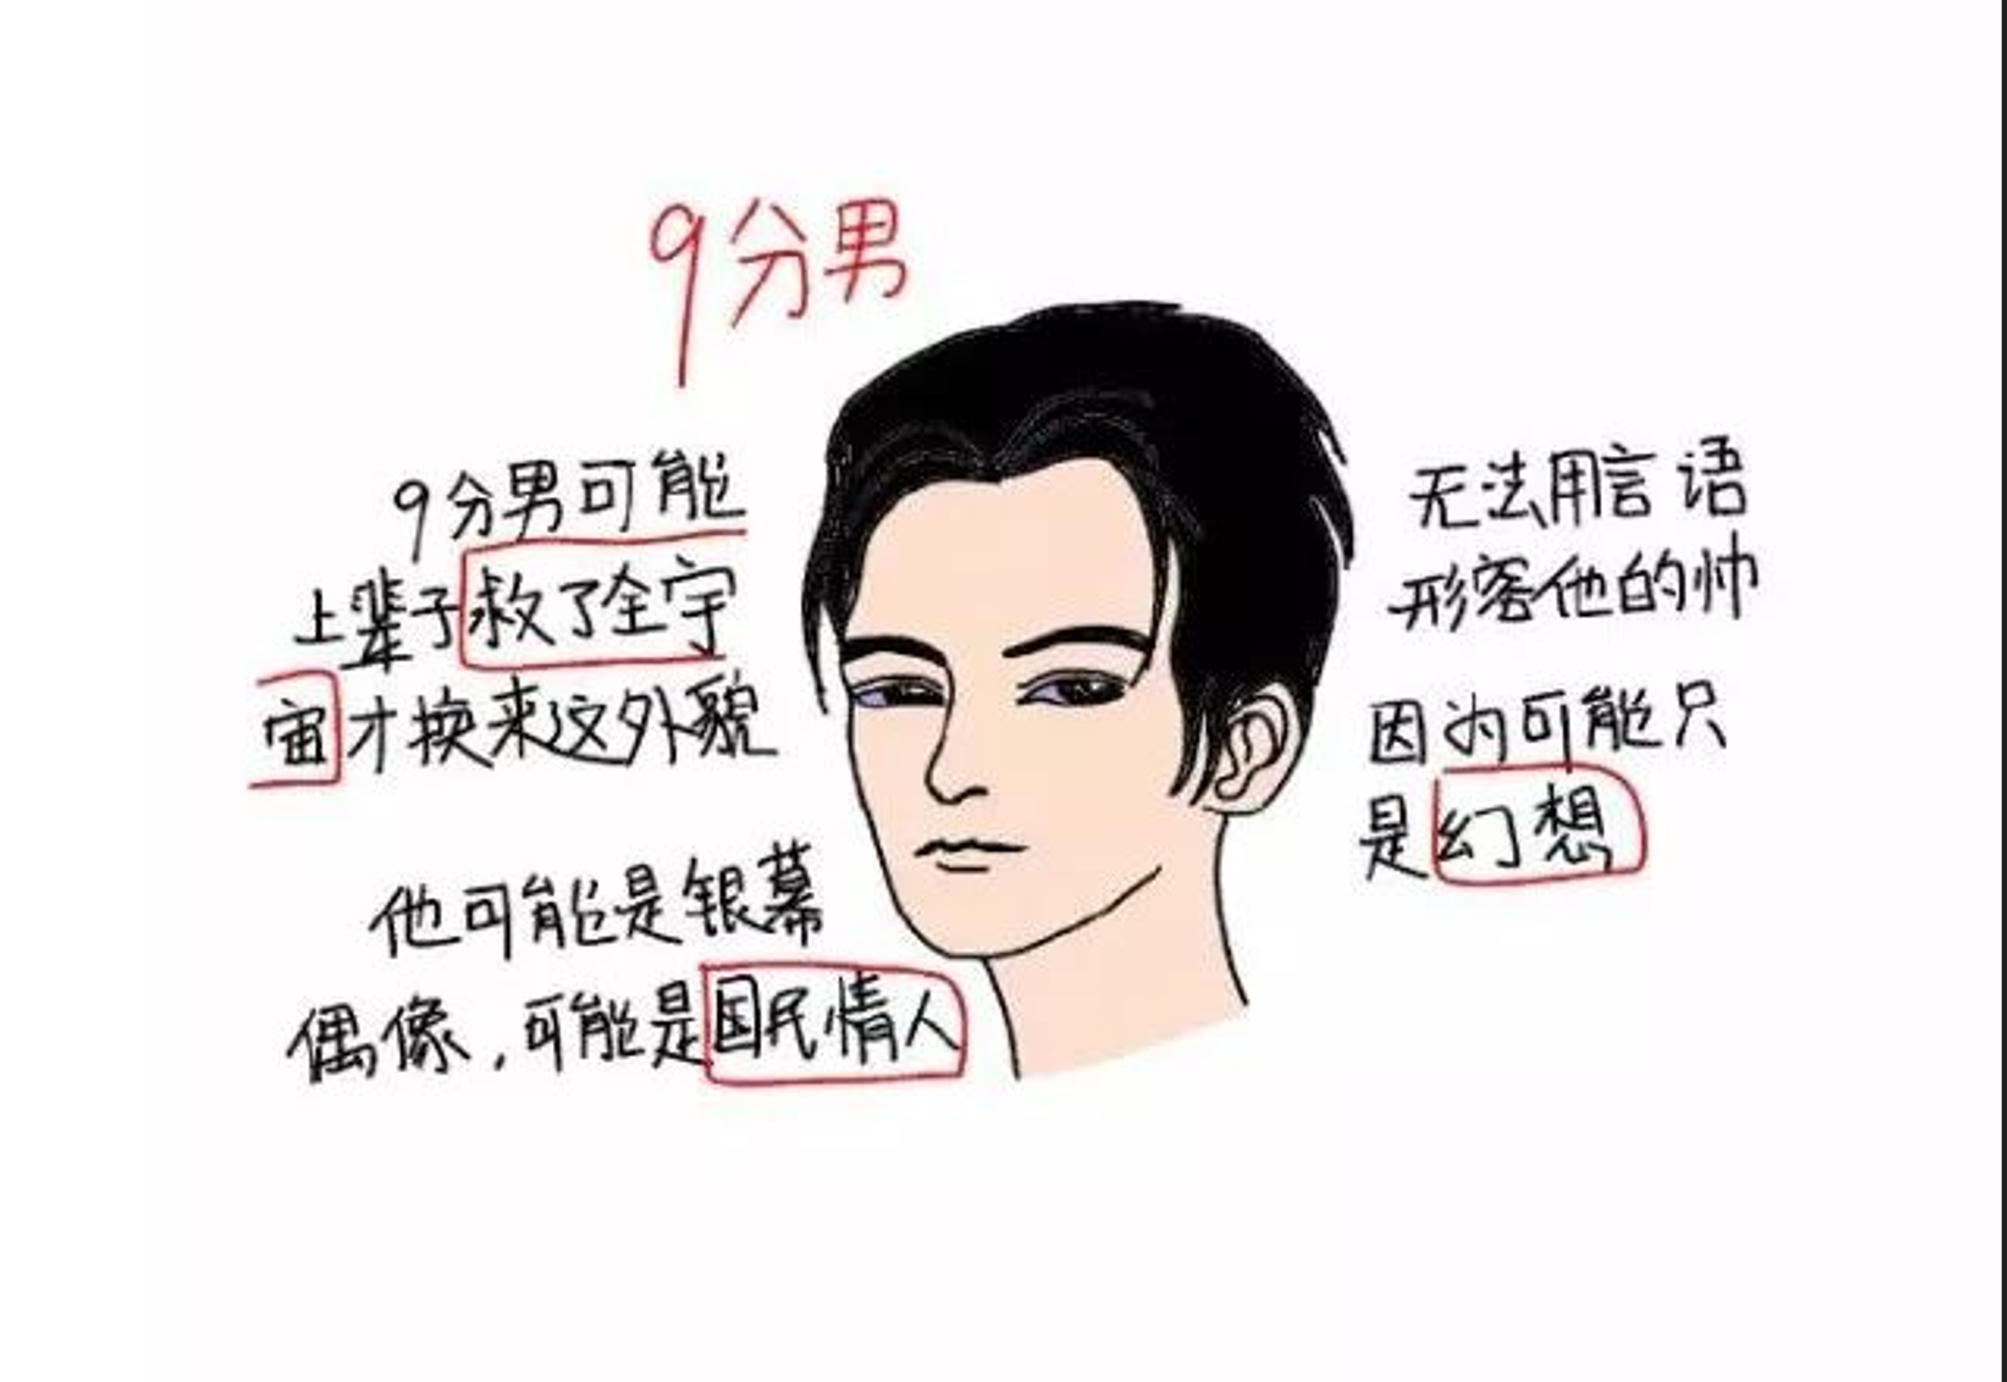 9分男
9分男可能
上辈子救了全宇
宙才换来这外貌
他可能是银幕
偶像,可能是国民情人
无法用言语
形容他的帅
因为可能只
是幻想